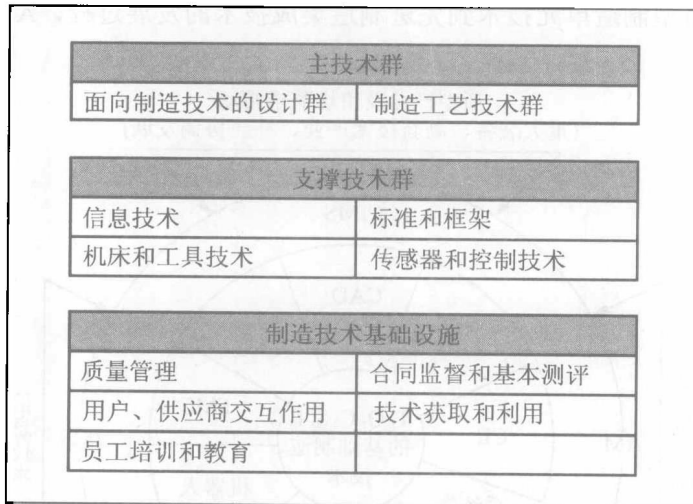 主技术群
面向制造技术的设计群 制造工艺技术群
支撑技术群
信息技术 标准和框架
机床和工具技术 传感器和控制技术
制造技术基础设施
质量管理 合同监督和基本测评
用户、供应商交互作用 技术获取和利用
员工培训和教育